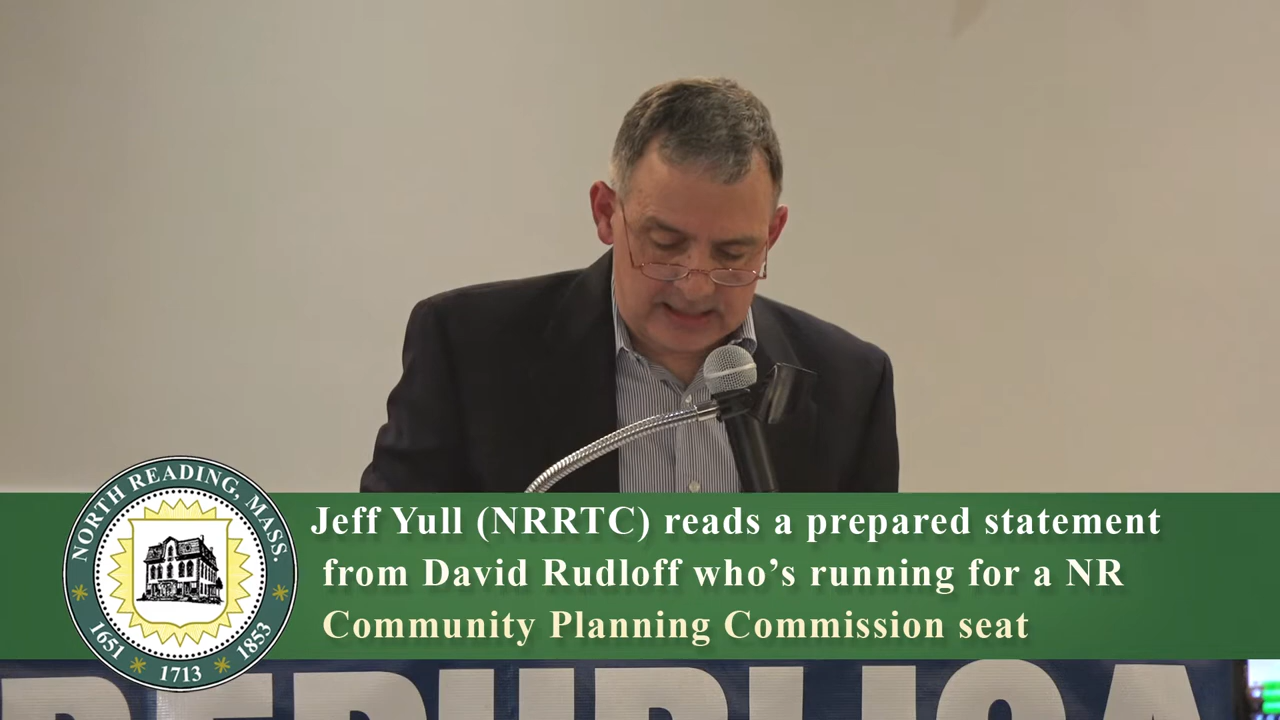 Jeff Yull (NRRTC) reads a prepared statement
from David Rudloff who's running for a NR
Community Planning Commission seat
NORTH READING, MASS.
1651 1713 1853
REPUBLICA